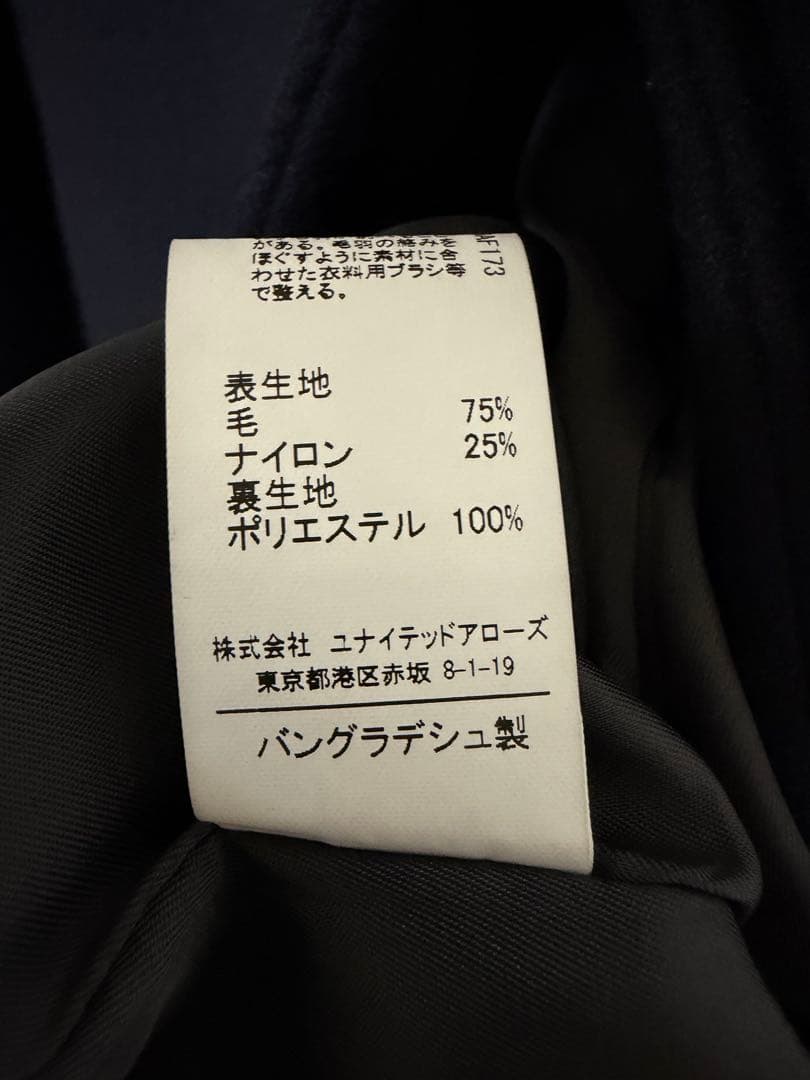 がある。毛羽の絡みを
ほぐすように素材に合
わせた衣料用ブラシ等
で整える。
F173
表生地
毛 75%
ナイロン 25%
裏生地
ポリエステル 100%
株式会社 ユナイテッドアローズ
東京都港区赤坂 8-1-19
バングラデシュ製